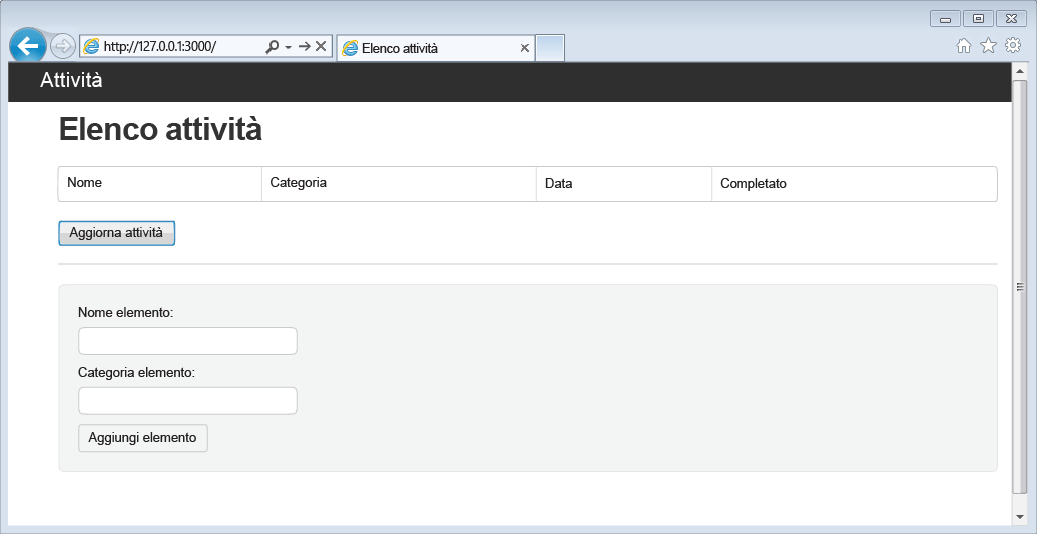 http://127.0.0.1:3000/
Elenco attività
Attività
Elenco attività
Nome Categoria Data Completato
Aggiorna attività
Nome elemento:
Categoria elemento:
Aggiungi elemento